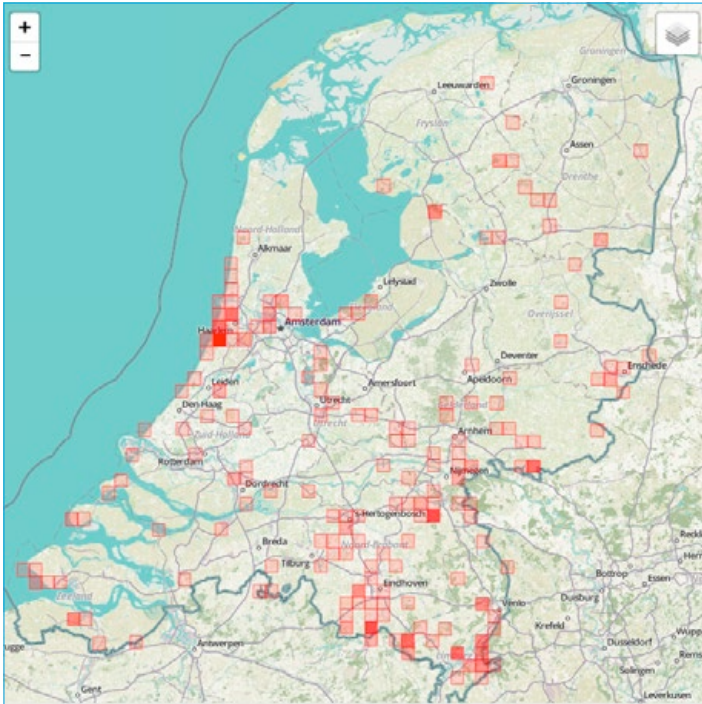 +
−
Groningen
Leeuwarden
Groningen
Fryslân
Assen
Drenthe
Noord-Holland
Alkmaar
Lelystad
Zwolle
Overijssel
Amsterdam
Deventer
Enschede
Leiden
Amersfoort
Apeldoorn
Den Haag
Utrecht
Utrecht
Zuid-Holland
Arnhem
Rotterdam
Nijmegen
Dordrecht
's-Hertogenbosch
Breda
Noord-Brabant
Tilburg
Eindhoven
Zeeland
Venlo
Bottrop
Essen
Duisburg
Krefeld
Antwerpen
Düsseldorf
Solingen
Gent
Leverkusen